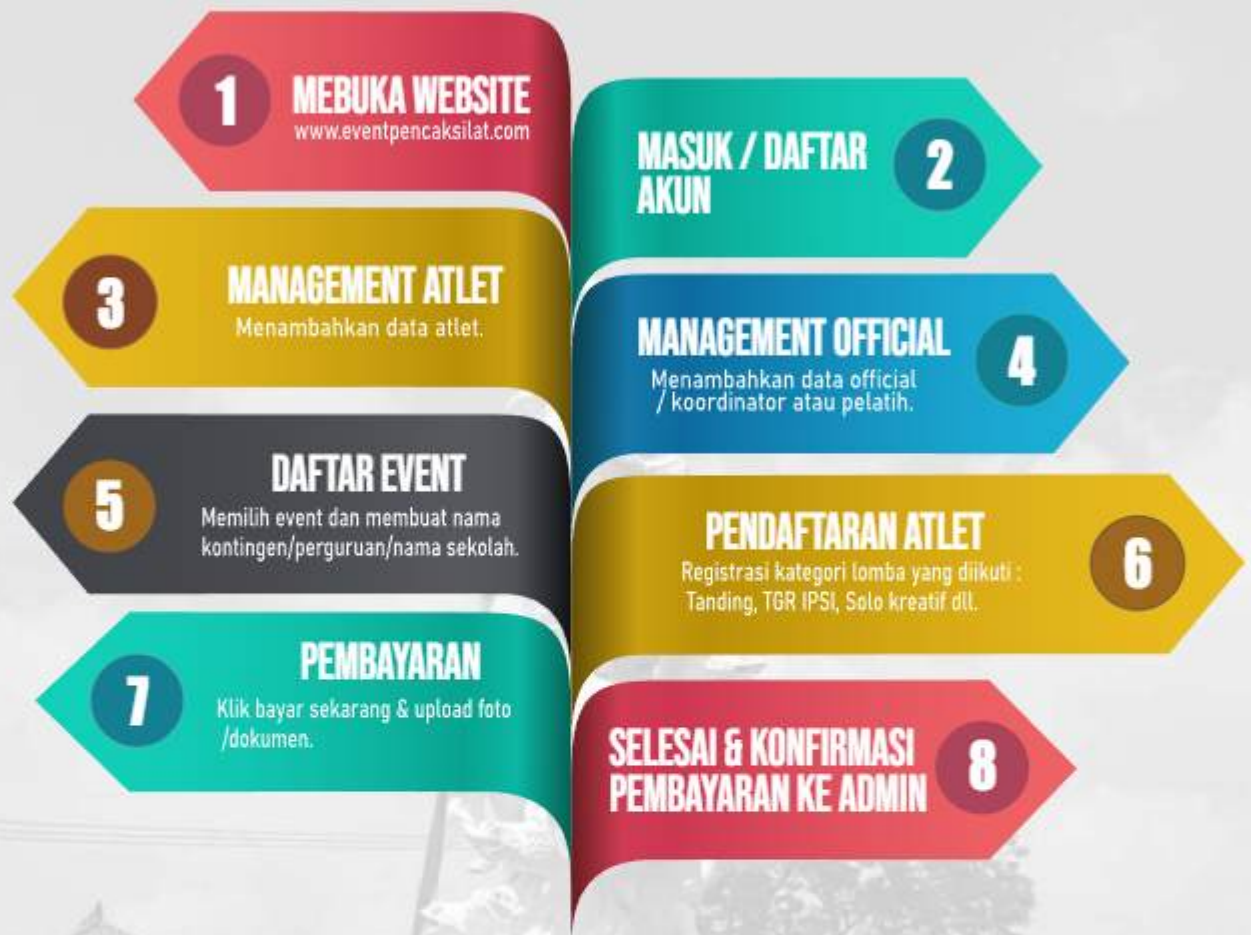 1
MEBUKA WEBSITE
www.eventpencaksilat.com
MASUK / DAFTAR
AKUN
2
3
MANAGEMENT ATLET
Menambahkan data atlet.
MANAGEMENT OFFICIAL
Menambahkan data official
/ koordinator atau pelatih.
4
5
DAFTAR EVENT
Memilih event dan membuat nama
kontingen/perguruan/nama sekolah.
PENDAFTARAN ATLET
Registrasi kategori lomba yang diikuti :
Tanding, TGR IPSI, Solo kreatif dll.
6
7
PEMBAYARAN
Klik bayar sekarang & upload foto
/dokumen.
SELESAI & KONFIRMASI
PEMBAYARAN KE ADMIN
8